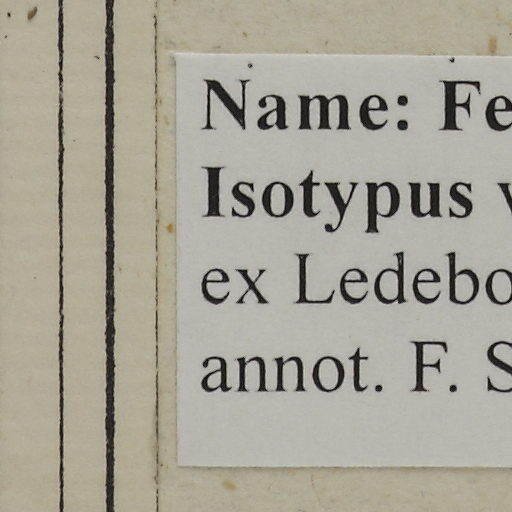 Name: Fe
Isotypus v
ex Ledebo
annot. F. S